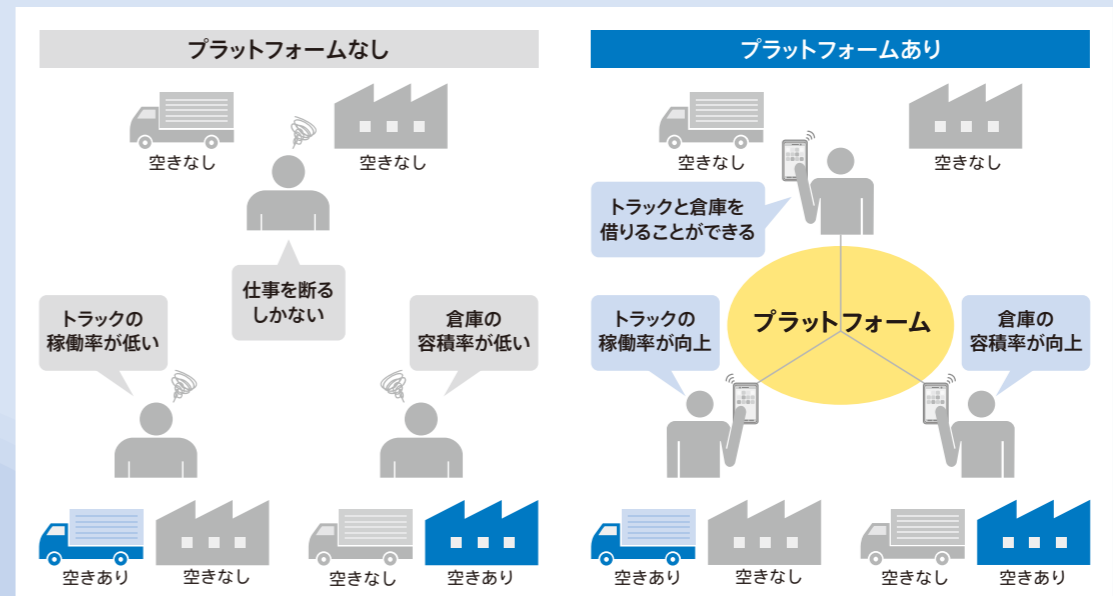 プラットフォームなし
空きなし
空きなし
仕事を断る
しかない
トラックの
稼働率が低い
倉庫の
容積率が低い
空きあり
空きなし
空きなし
空きあり
プラットフォームあり
空きなし
空きなし
トラックと倉庫を
借りることができる
プラットフォーム
トラックの
稼働率が向上
倉庫の
容積率が向上
空きあり
空きなし
空きなし
空きあり